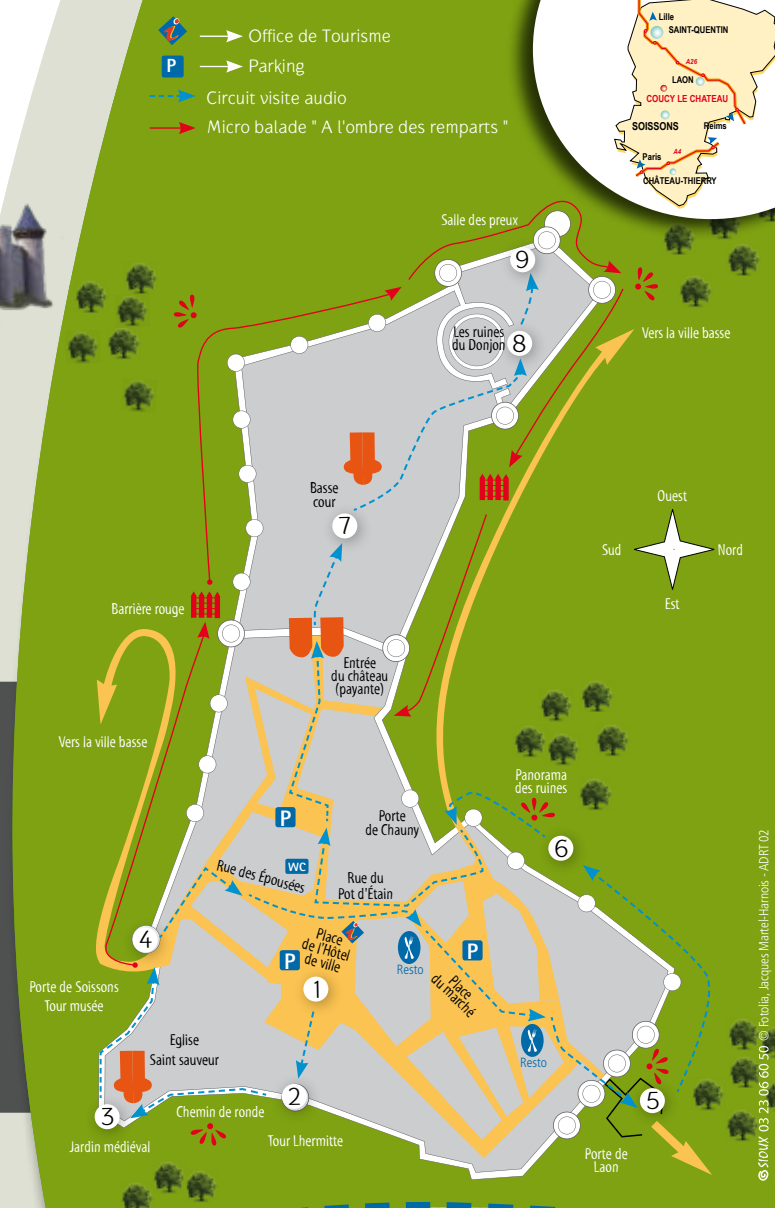 Office de Tourisme
P Parking
Circuit visite audio
Micro balade " A l'ombre des remparts "
Lille
SAINT-QUENTIN
A26
LAON
COUCY LE CHATEAU
SOISSONS
Reims
Paris
A4
CHÂTEAU-THIERRY
Salle des preux
9
Les ruines
du Donjon
8
Vers la ville basse
Basse
cour
7
Ouest
Sud
Nord
Est
Barrière rouge
Entrée
du château
(payante)
Vers la ville basse
Panorama
des ruines
P
Porte
de Chauny
6
WC
Rue des Épousées
Rue du
Pot d'Étain
4
Place
de l'Hôtel
de ville
P
1
Resto
P
Place
du marché
Porte de Soissons
Tour musée
Eglise
Saint sauveur
Resto
3
2
5
Chemin de ronde
Jardin médiéval
Tour Lhermitte
Porte de
Laon
SIOUX 03 23 06 60 50 © Fotolia, Jacques Martel-Harnois - ADRT 02